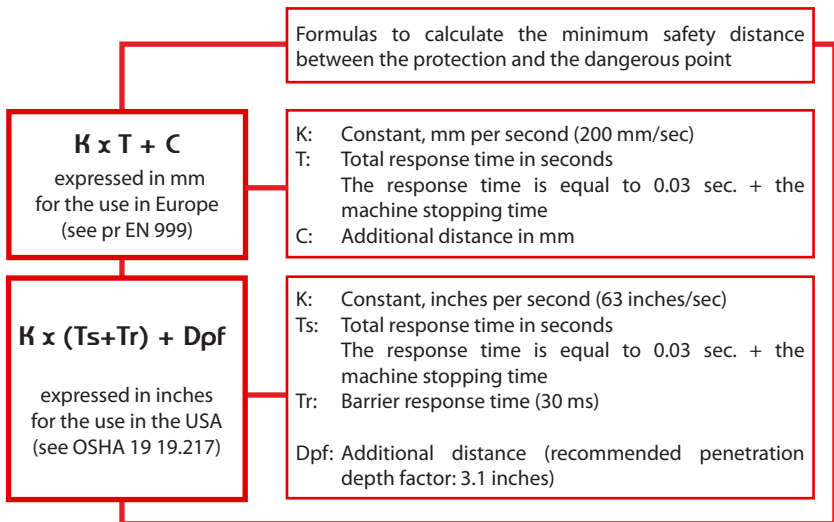 Formulas to calculate the minimum safety distance
between the protection and the dangerous point
K x T + C
expressed in mm
for the use in Europe
(see pr EN 999)
K: Constant, mm per second (200 mm/sec)
T: Total response time in seconds
The response time is equal to 0.03 sec. + the
machine stopping time
C: Additional distance in mm
K x (Ts+Tr) + Dpf
expressed in inches
for the use in the USA
(see OSHA 19 19.217)
K: Constant, inches per second (63 inches/sec)
Ts: Total response time in seconds
The response time is equal to 0.03 sec. + the
machine stopping time
Tr: Barrier response time (30 ms)
Dpf: Additional distance (recommended penetration
depth factor: 3.1 inches)